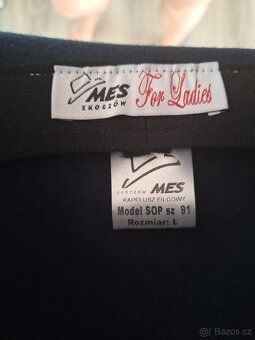 MES
SKOCZÓW
For Ladies
SKOCZÓW MES
KAPELUSZ FILCOWY
Model SOP sz 91
Rozmiar: L
© Bazos.cz